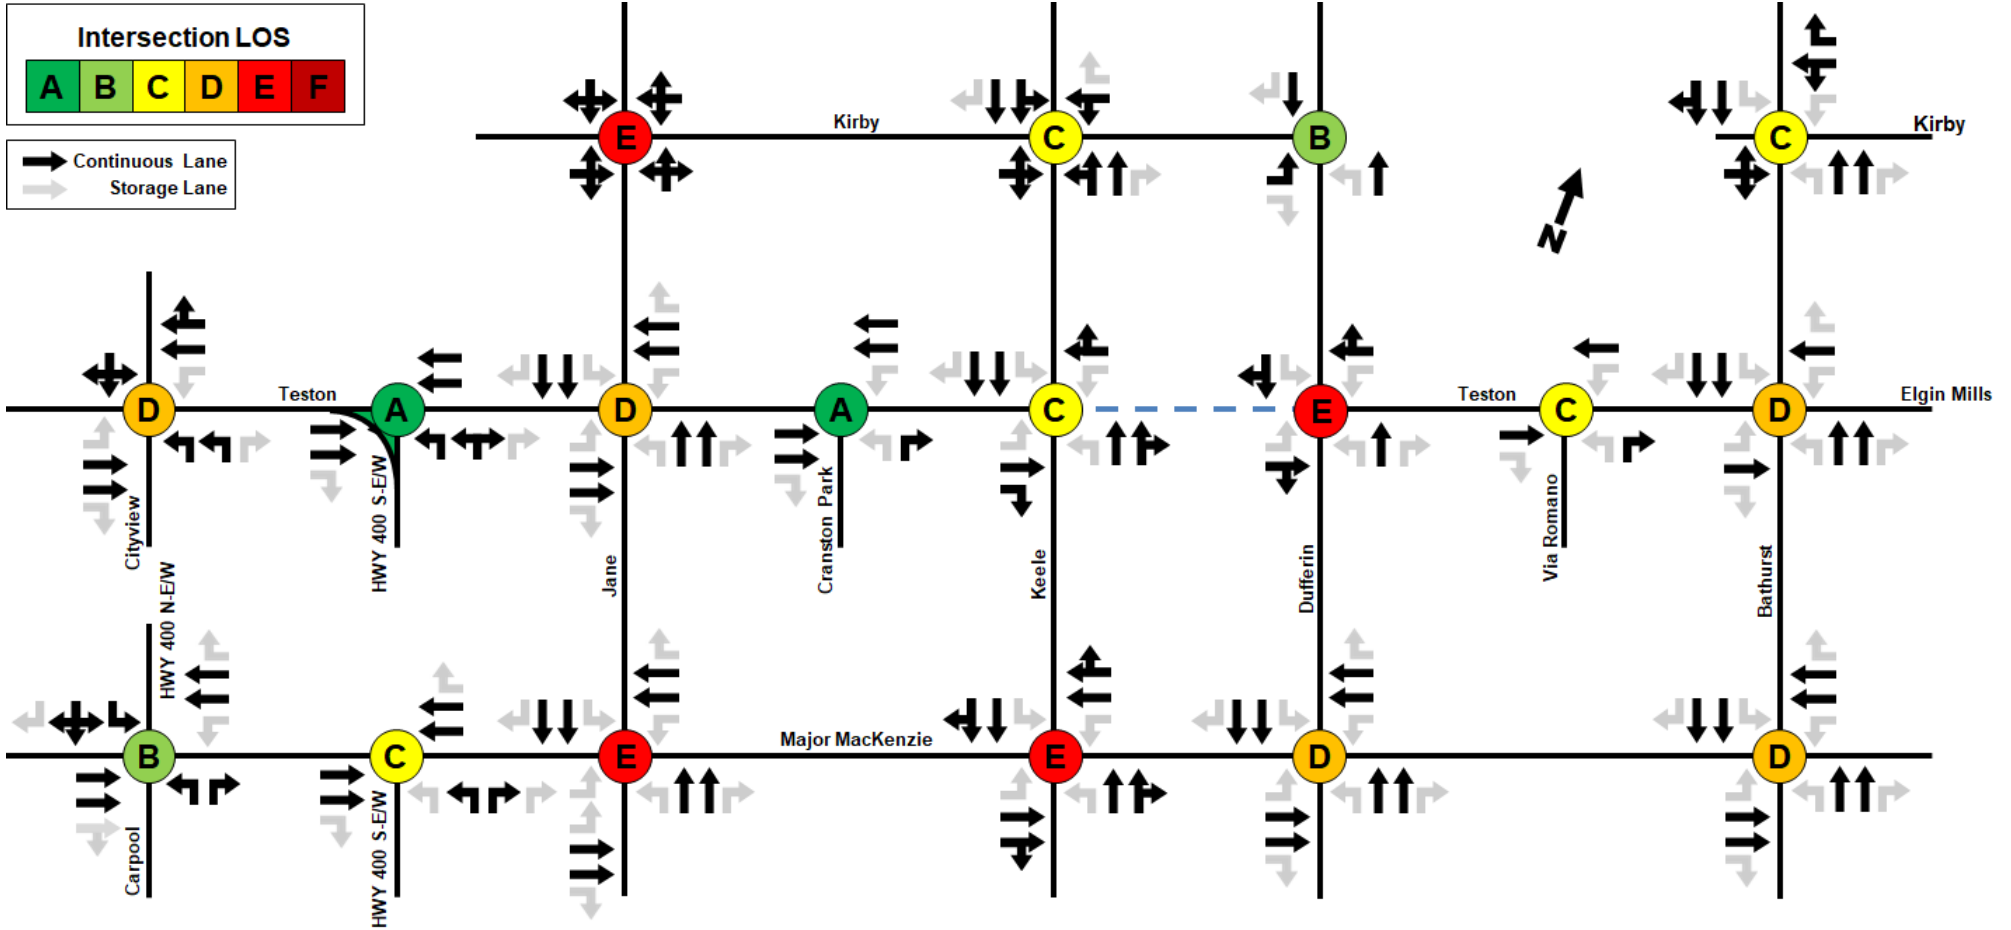 Intersection LOS
A B C D E F
Continuous Lane
Storage Lane
Kirby
Kirby
E
C
B
C
N
Teston
Teston
Elgin Mills
D
A
D
A
C
E
C
D
Cityview
HWY 400 S-E/W
Jane
Cranston Park
Keele
Dufferin
Via Romano
Bathurst
HWY 400 N-E/W
Major MacKenzie
B
C
E
E
D
D
Carpool
HWY 400 S-E/W